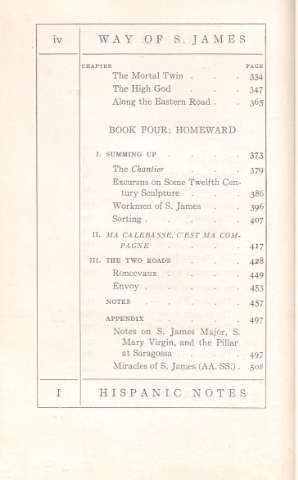 iv WAY OF S. JAMES
CHAPTER PAGE
The Mortal Twin . . . 334
The High God . . . 347
Along the Eastern Road . . 365
BOOK FOUR: HOMEWARD
I. SUMMING UP . . . . 373
The Chantier . . . 379
Excursus on Some Twelfth Cen-
tury Sculpture . . . 386
Workmen of S. James . . 396
Sorting . . . . 407
II. MA CALEBASSE, C'EST MA COM-
PAGNE . . . . 417
III. THE TWO ROADS . . . 428
Roncevaux . . . . 449
Envoy . . . . . 453
NOTES . . . . 457
APPENDIX . . . . 497
Notes on S. James Major, S.
Mary Virgin, and the Pillar
at Saragossa . . . 497
Miracles of S. James (AA. SS.) . 508
I HISPANIC NOTES